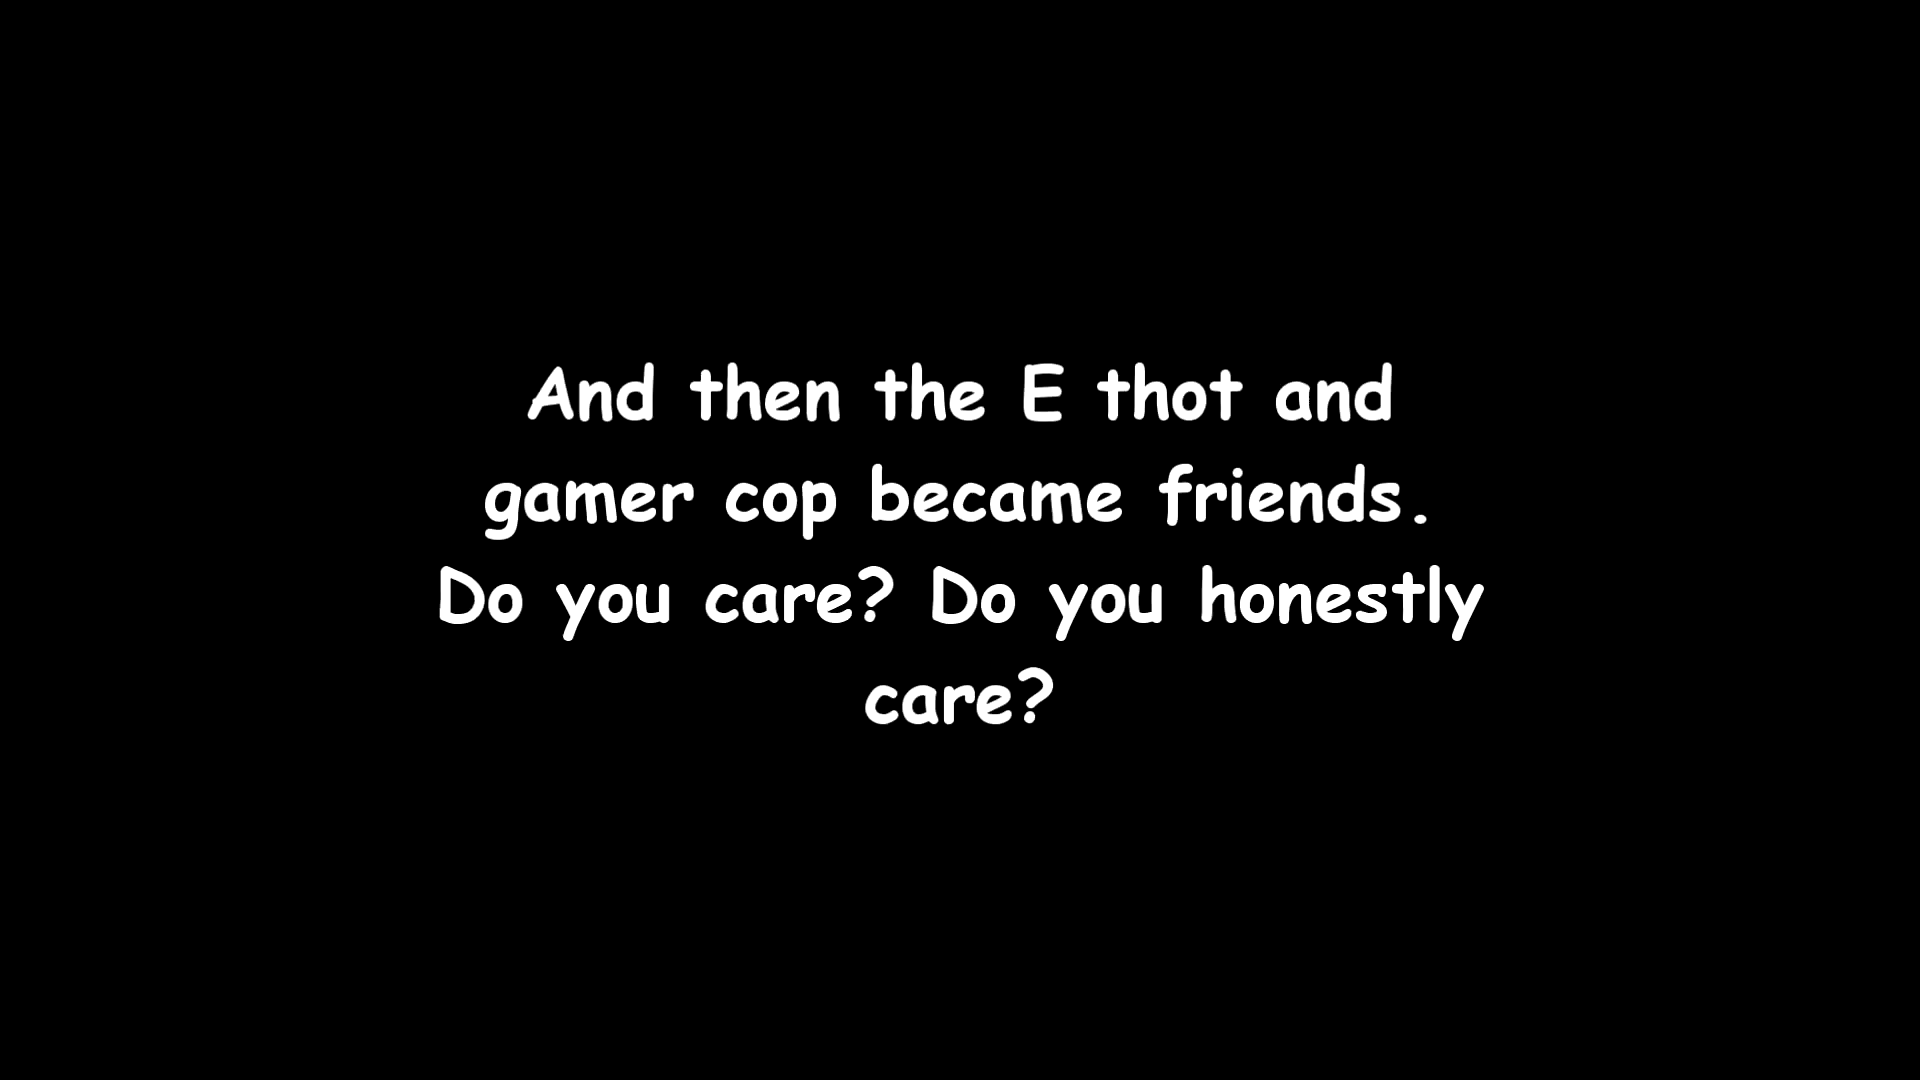 And then the E thot and
gamer cop became friends.
Do you care? Do you honestly
care?